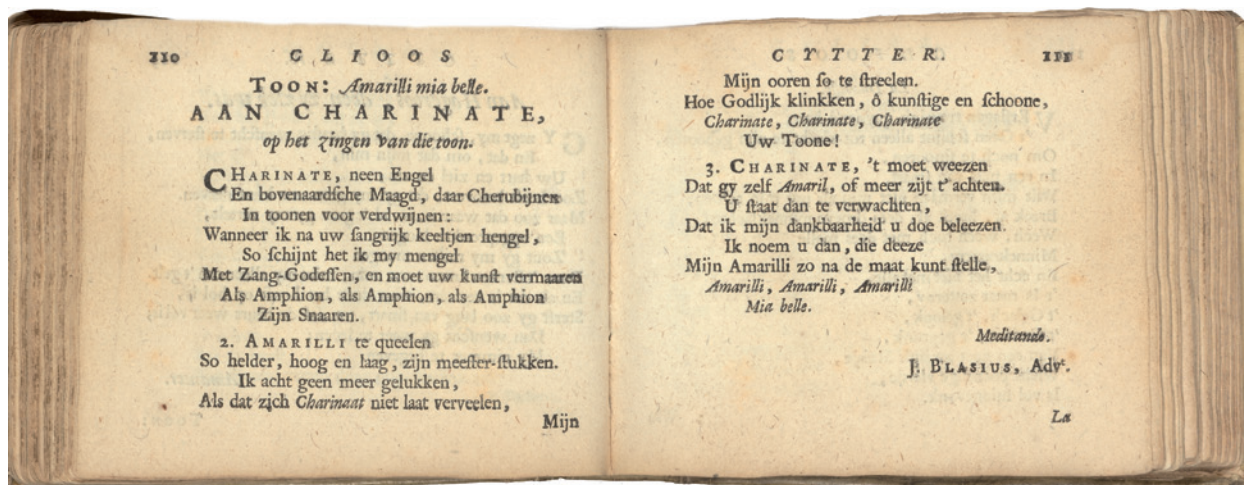 110 CLIOOS
TOON: Amarilli mia belle.
AAN CHARINATE,
op het zingen van die toon.
CHARINATE, neen Engel
En bovenaardſche Maagd, daar Cherubijnen
In toonen voor verdwijnen:
Wanneer ik na uw ſangrijk keeltjen hengel,
So ſchijnt het ik my mengel
Met Zang-Godeſſen, en moet uw kunſt vermaaren
Als Amphion, als Amphion, als Amphion
Zijn Snaaren.
2. AMARILLI te queelen
So helder, hoog en laag, zijn meeſter-ſtukken.
Ik acht geen meer gelukken,
Als dat zich Charinaat niet laat verveelen,
Mijn
CYTTER. 111
Mijn ooren ſo te ſtreelen.
Hoe Godlijk klinkken, ô kunſtige en ſchoone,
Charinate, Charinate, Charinate
Uw Toone!
3. CHARINATE, 't moet weezen
Dat gy zelf Amaril, of meer zijt t' achten.
U ſtaat dan te verwachten,
Dat ik mijn dankbaarheid u doe beleezen.
Ik noem u dan, die deeze
Mijn Amarilli zo na de maat kunt ſtelle,
Amarilli, Amarilli, Amarilli
Mia belle.
Meditando.
J. BLASIUS, Advt.
La